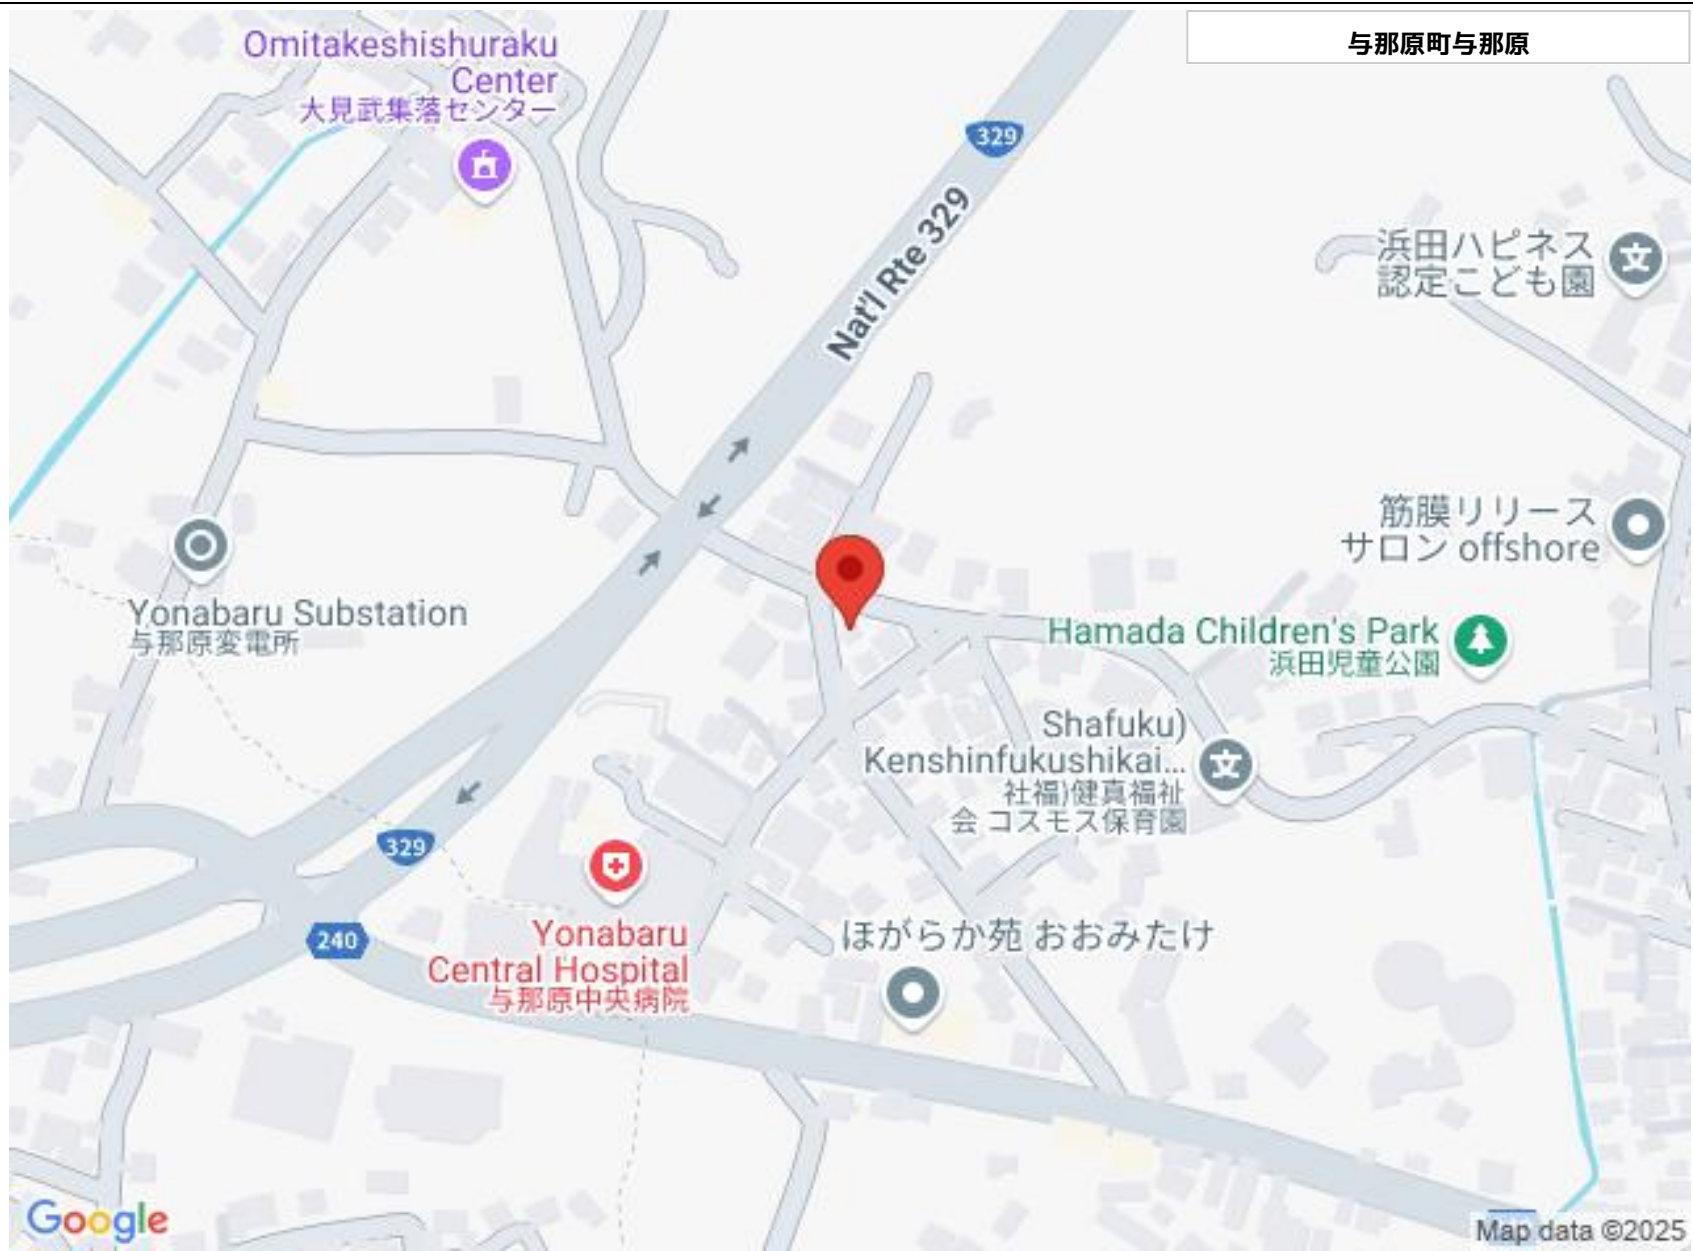 与那原町与那原
Omitakeshishuraku
Center
大見武集落センター
329
Nat'l Rte 329
浜田ハピネス
認定こども園
筋膜リリース
サロン offshore
Yonabaru Substation
与那原変電所
Hamada Children's Park
浜田児童公園
Shafuku)
Kenshinfukushikai...
社福)健真福祉
会 コスモス保育園
329
240
Yonabaru
Central Hospital
与那原中央病院
ほがらか苑 おおみたけ
Google
Map data ©2025